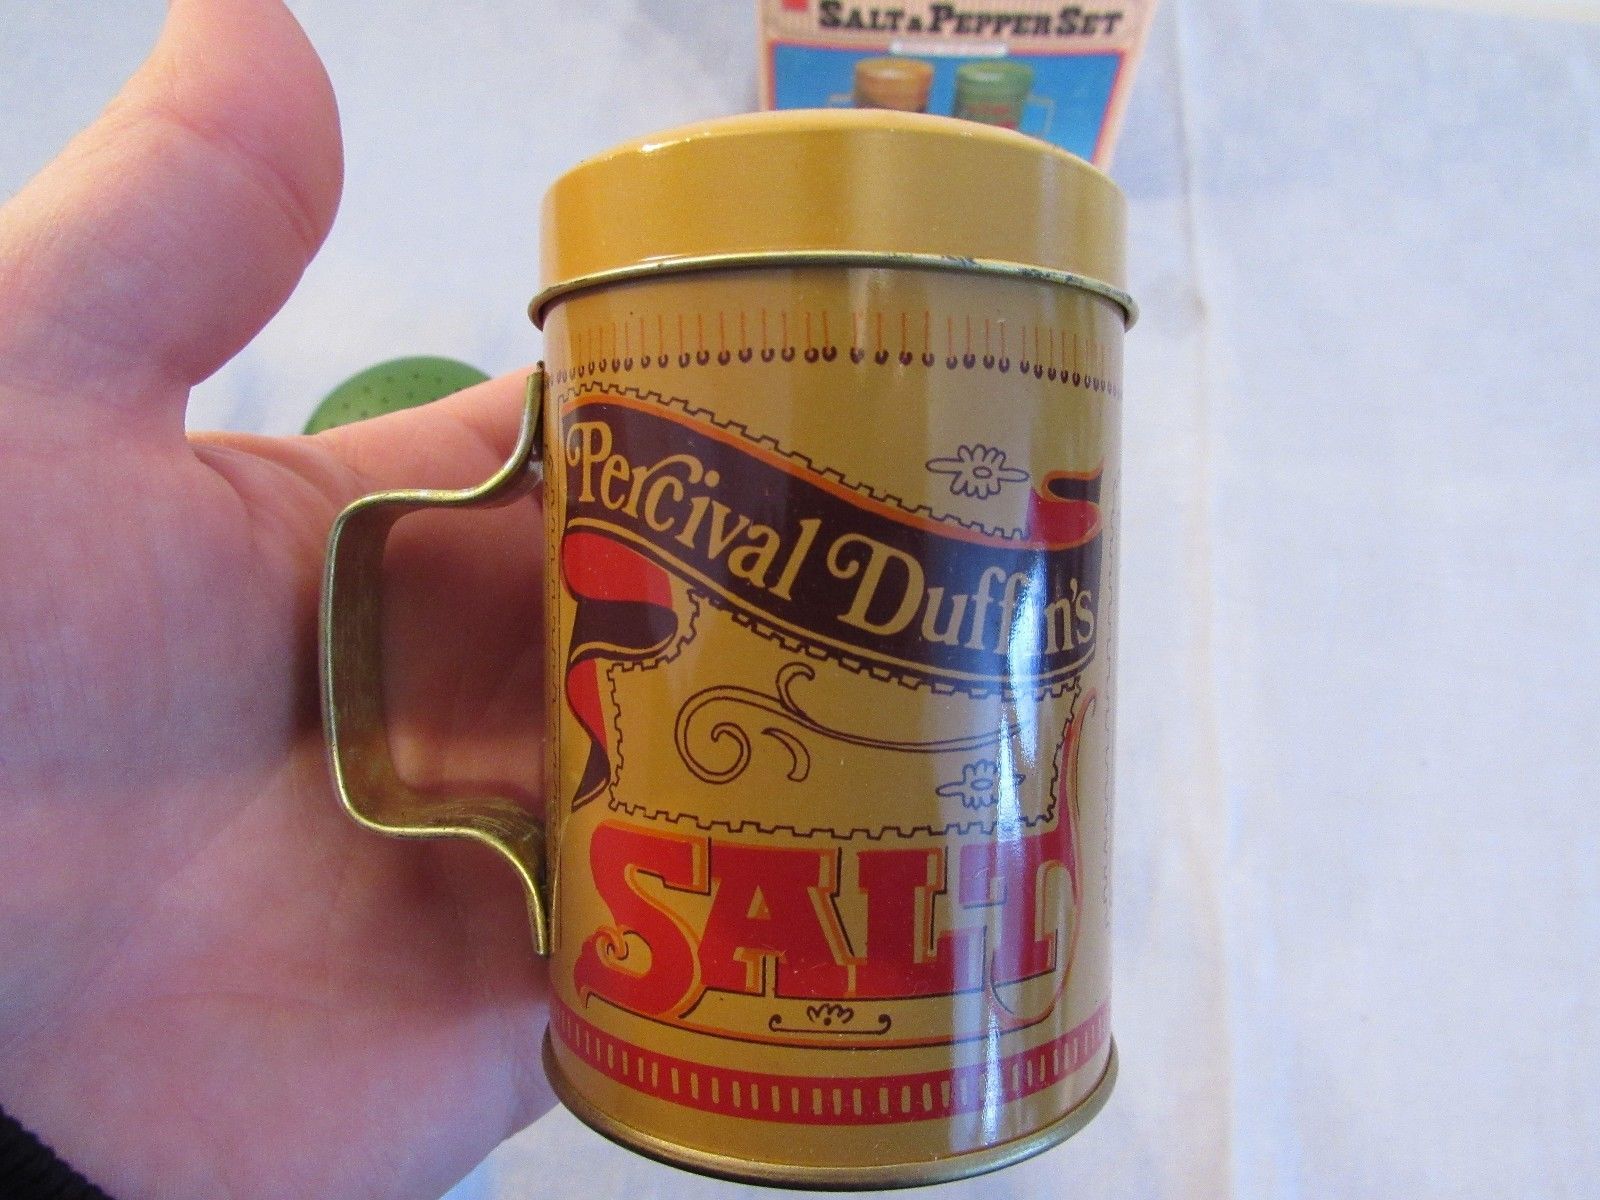 SALT & PEPPER SET
Percival Duffin's
SALT